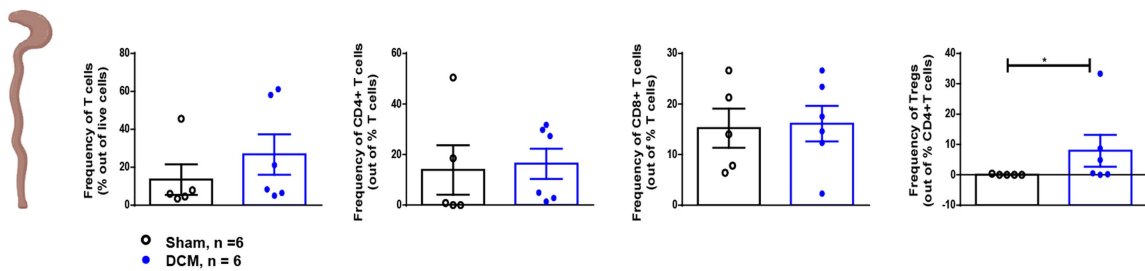 Frequency of T cells
(% out of live cells)
80
60
40
20
0
Frequency of CD4+ T cells
(out of % T cells)
60
40
20
0
Frequency of CD8+ T cells
(out of % T cells)
30
20
10
0
Frequency of Tregs
(out of % CD4+T cells)
40
30
20
10
0
-10
*
Sham, n =6
DCM, n = 6